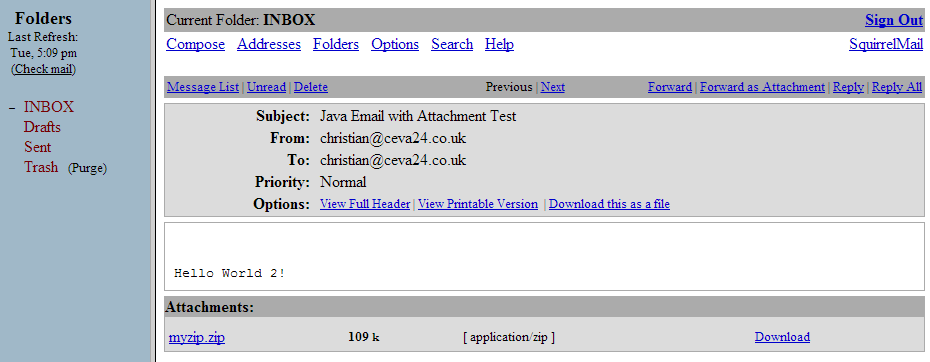 Folders
Last Refresh:
Tue, 5:09 pm
(Check mail)
– INBOX
Drafts
Sent
Trash (Purge)
Current Folder: INBOX Sign Out
Compose Addresses Folders Options Search Help SquirrelMail
Message List | Unread | Delete Previous | Next Forward | Forward as Attachment | Reply | Reply All
Subject: Java Email with Attachment Test
From: christian@ceva24.co.uk
To: christian@ceva24.co.uk
Priority: Normal
Options: View Full Header | View Printable Version | Download this as a file
Hello World 2!
Attachments:
myzip.zip 109 k [ application/zip ] Download